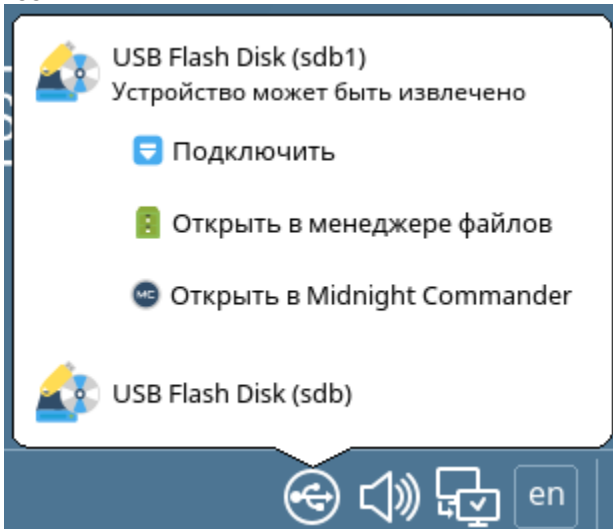 USB Flash Disk (sdb1)
Устройство может быть извлечено
Подключить
Открыть в менеджере файлов
MC Открыть в Midnight Commander
USB Flash Disk (sdb)
en